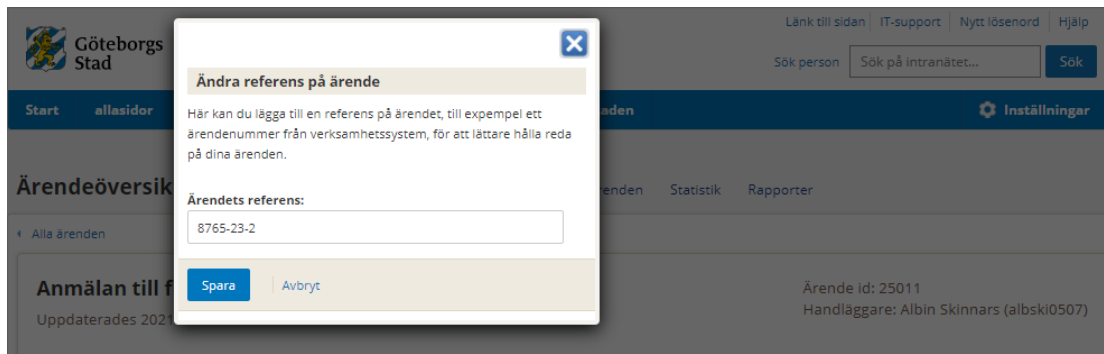 Länk till sidan IT-support Nytt lösenord Hjälp
Göteborgs
Stad
Sök person Sök på intranätet... Sök
Ändra referens på ärende
Start allasidor aden Inställningar
Här kan du lägga till en referens på ärendet, till expempel ett
ärendenummer från verksamhetssystem, för att lättare hålla reda
på dina ärenden.
Ärendeöversik enden Statistik Rapporter
Ärendets referens:
8765-23-2
Alla ärenden
Spara Avbryt
Anmälan till f
Uppdaterades 2021
Ärende id: 25011
Handläggare: Albin Skinnars (albski0507)